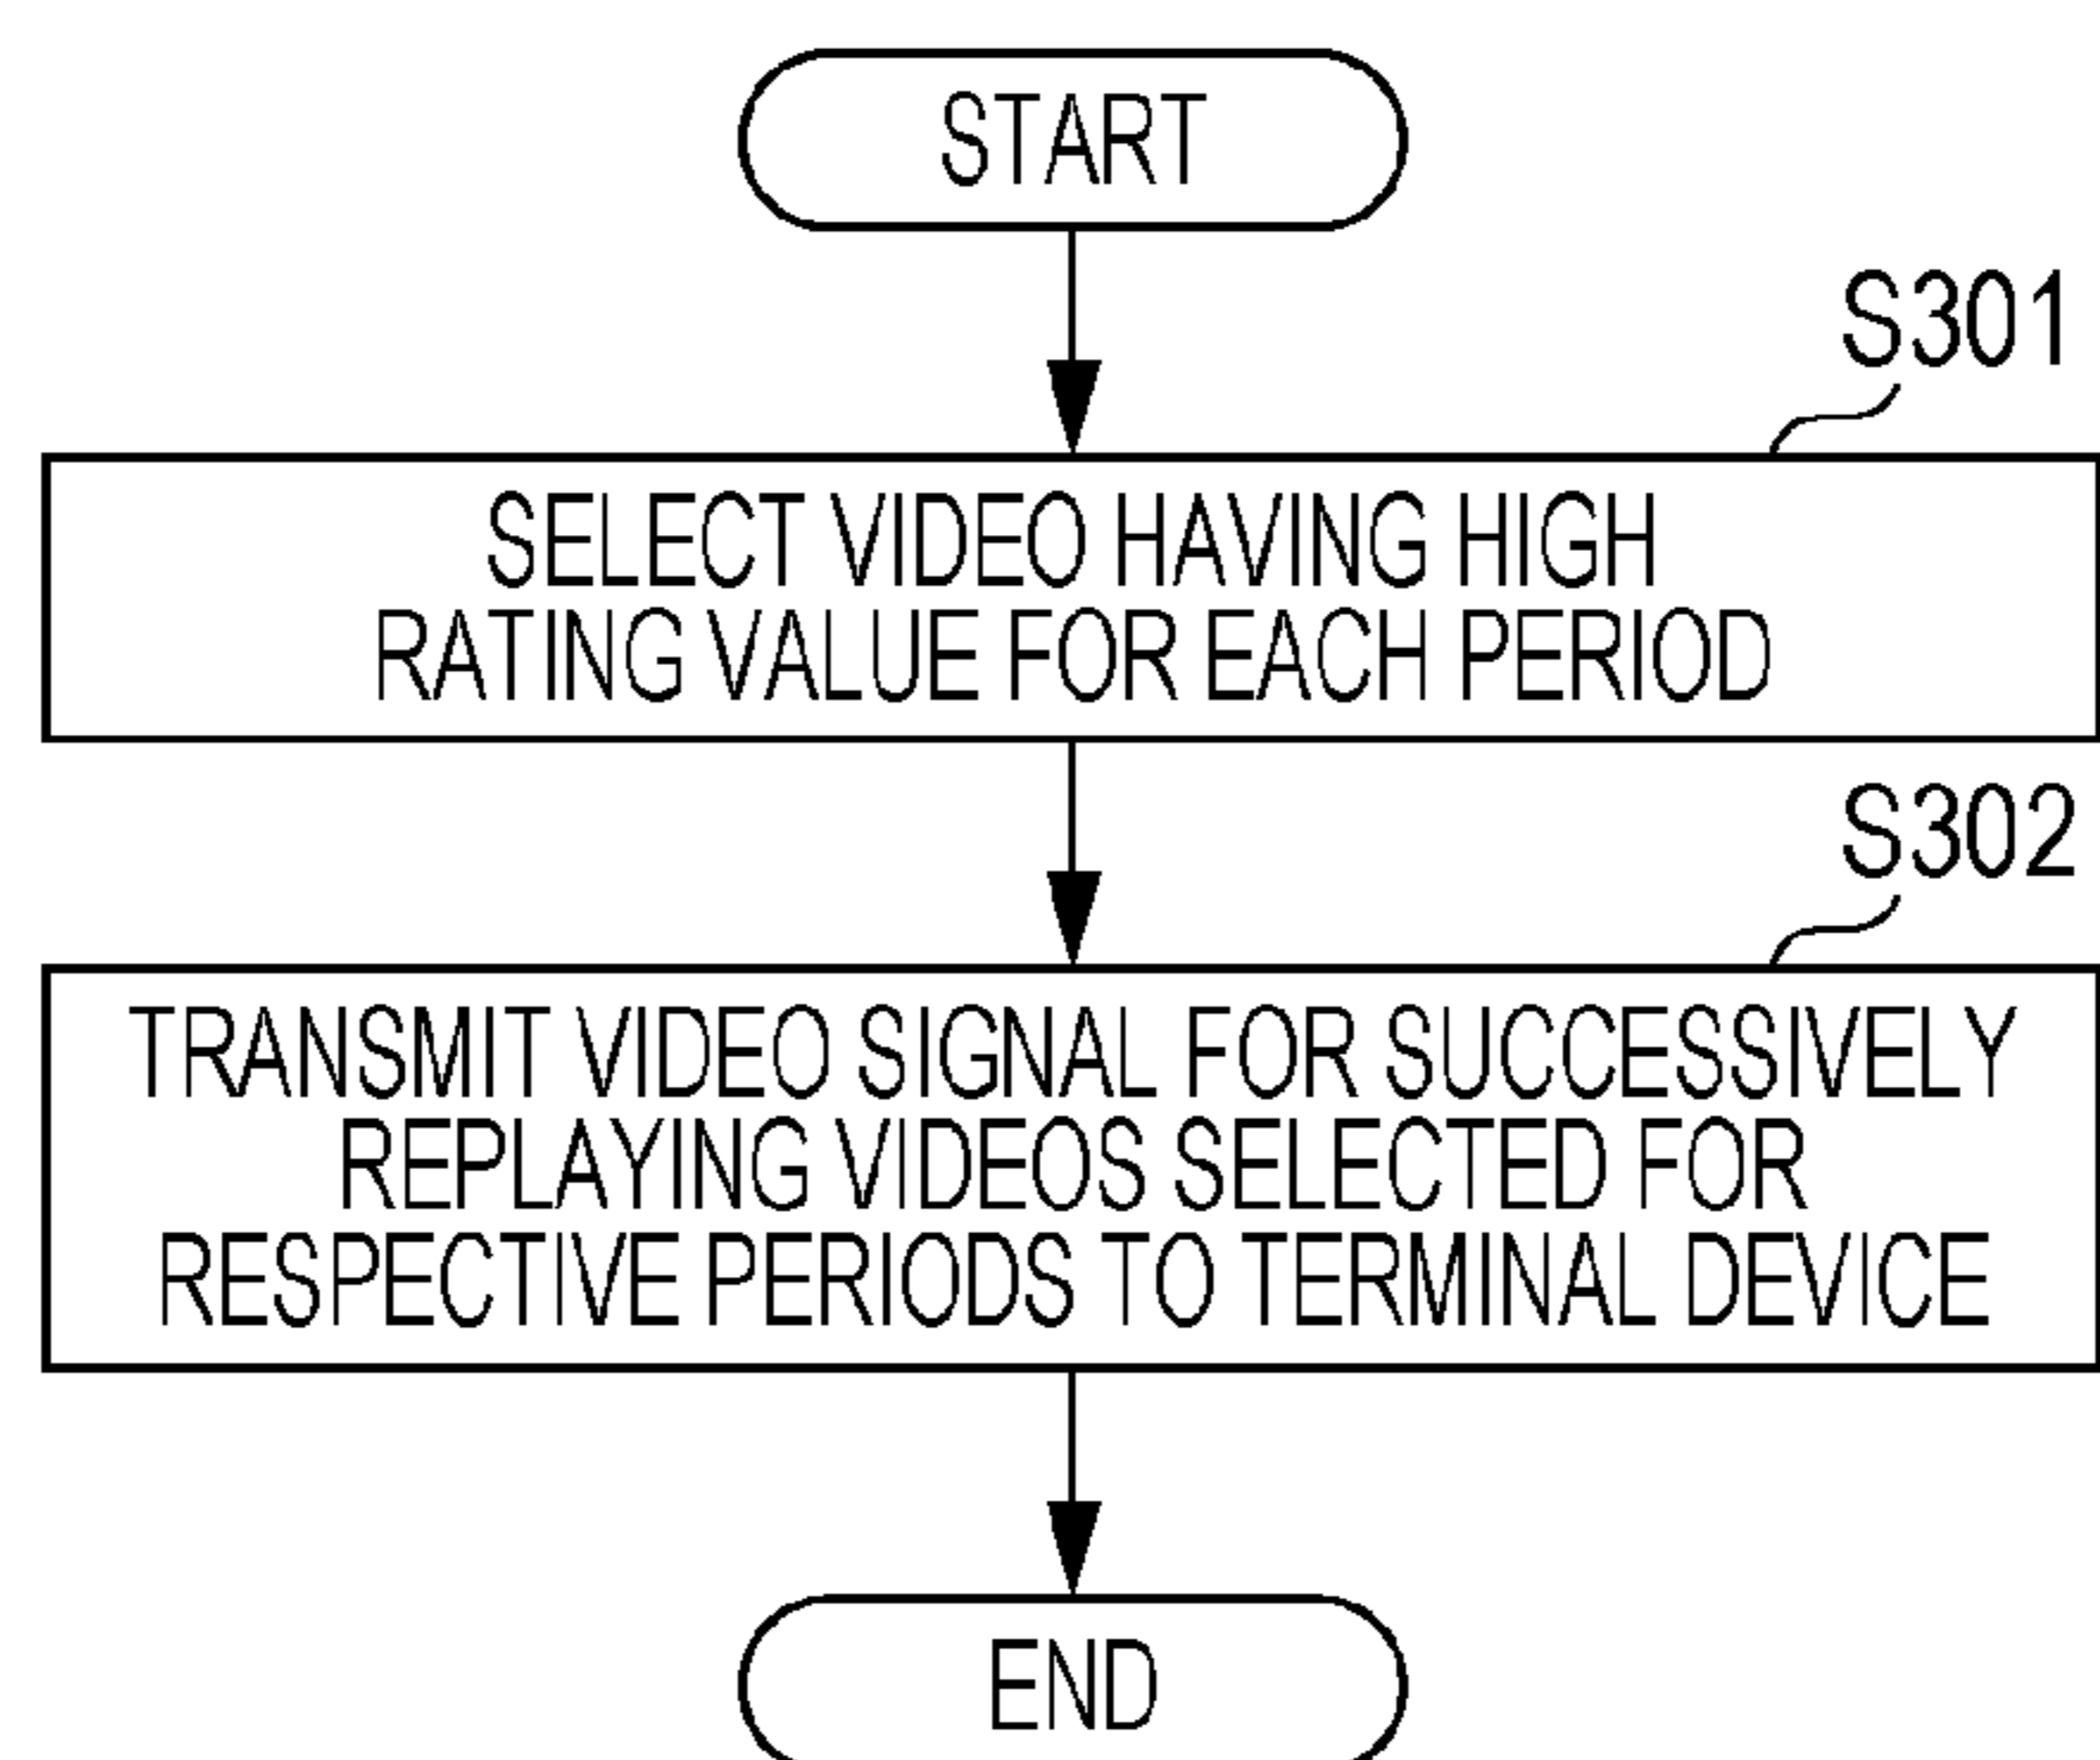 START
S301
SELECT VIDEO HAVING HIGH
RATING VALUE FOR EACH PERIOD
S302
TRANSMIT VIDEO SIGNAL FOR SUCCESSIVELY
REPLAYING VIDEOS SELECTED FOR
RESPECTIVE PERIODS TO TERMINAL DEVICE
END